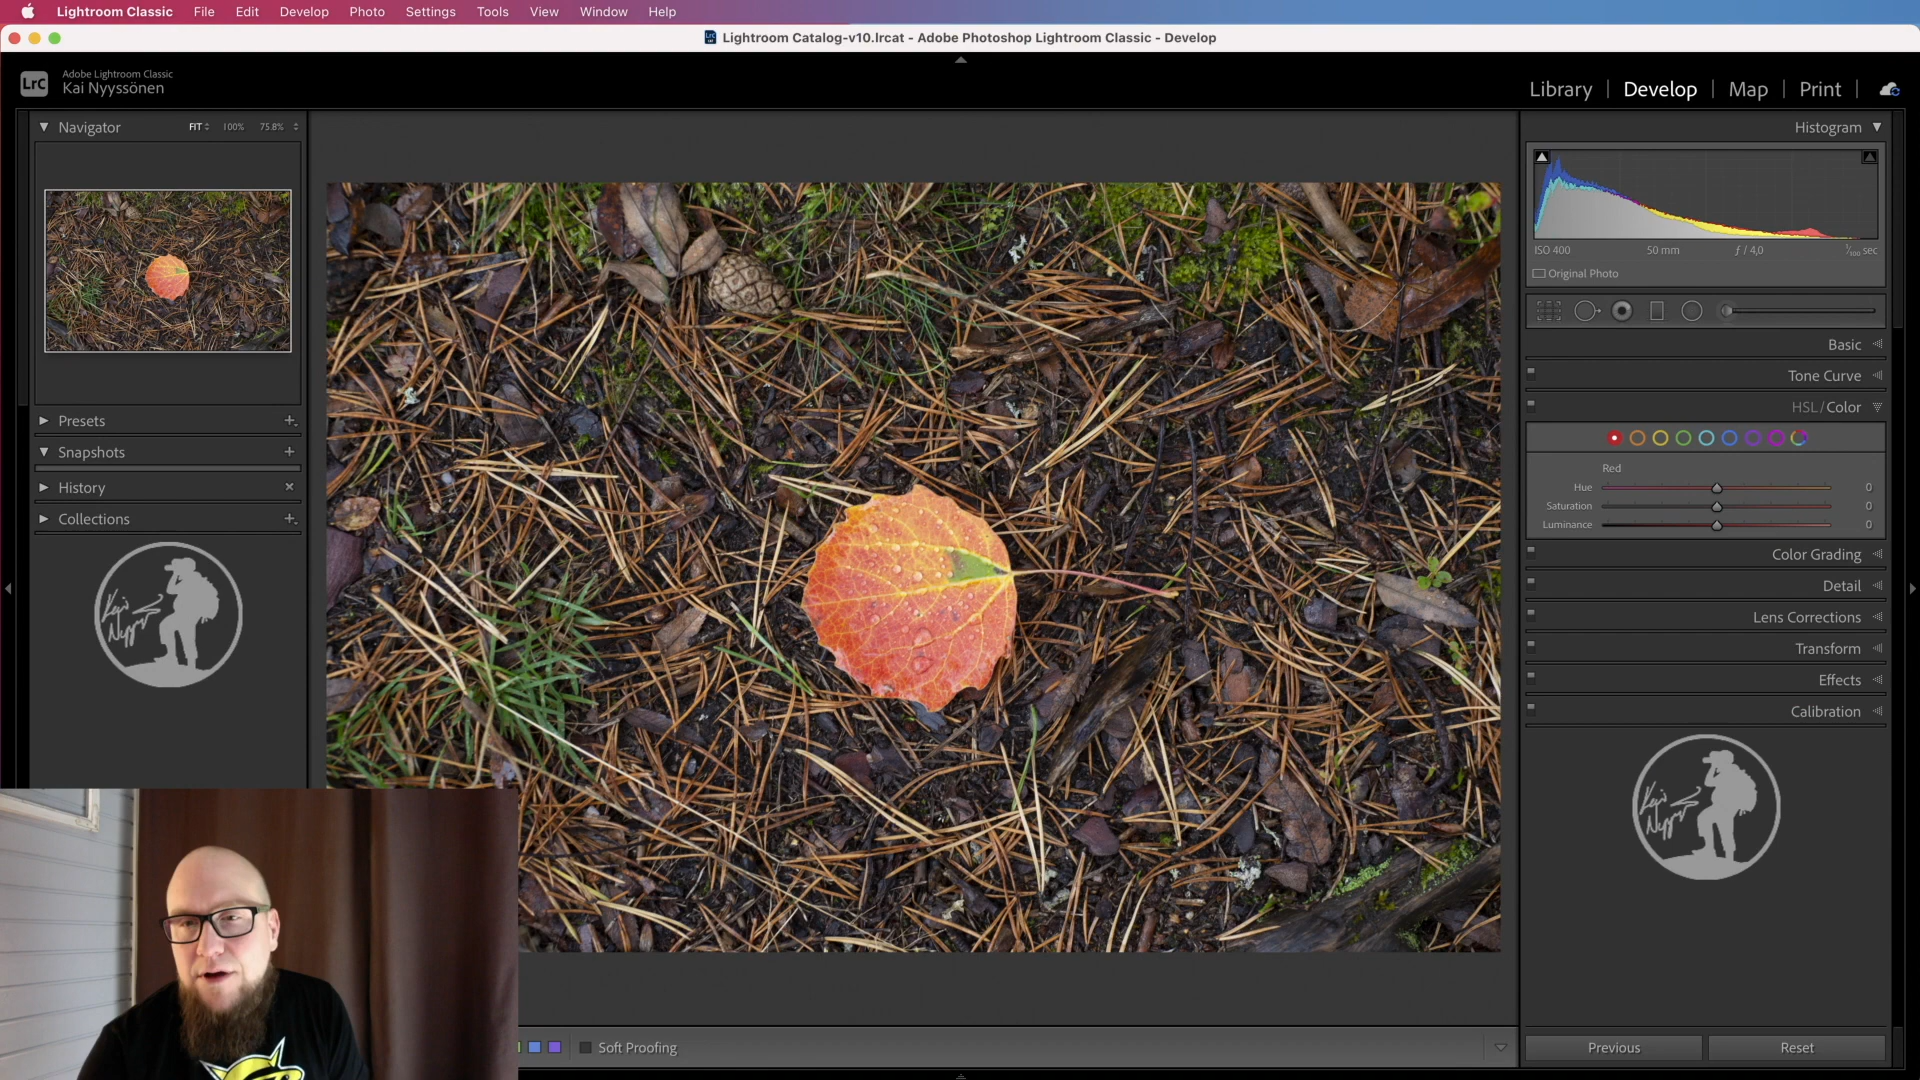 Lightroom Classic File Edit Develop Photo Settings Tools View Window Help
Lightroom Catalog-v10.lrcat - Adobe Photoshop Lightroom Classic - Develop
LrC Adobe Lightroom Classic
Kai Nyyssönen
Library | Develop | Map | Print |
Navigator FIT 100% 75.8%
Histogram
ISO 400 50 mm ƒ / 4,0 1/100 sec
Original Photo
Basic
Tone Curve
HSL / Color
Red
Hue 0
Saturation 0
Luminance 0
Color Grading
Detail
Lens Corrections
Transform
Effects
Calibration
Presets
Snapshots
History
Collections
Soft Proofing
Previous Reset